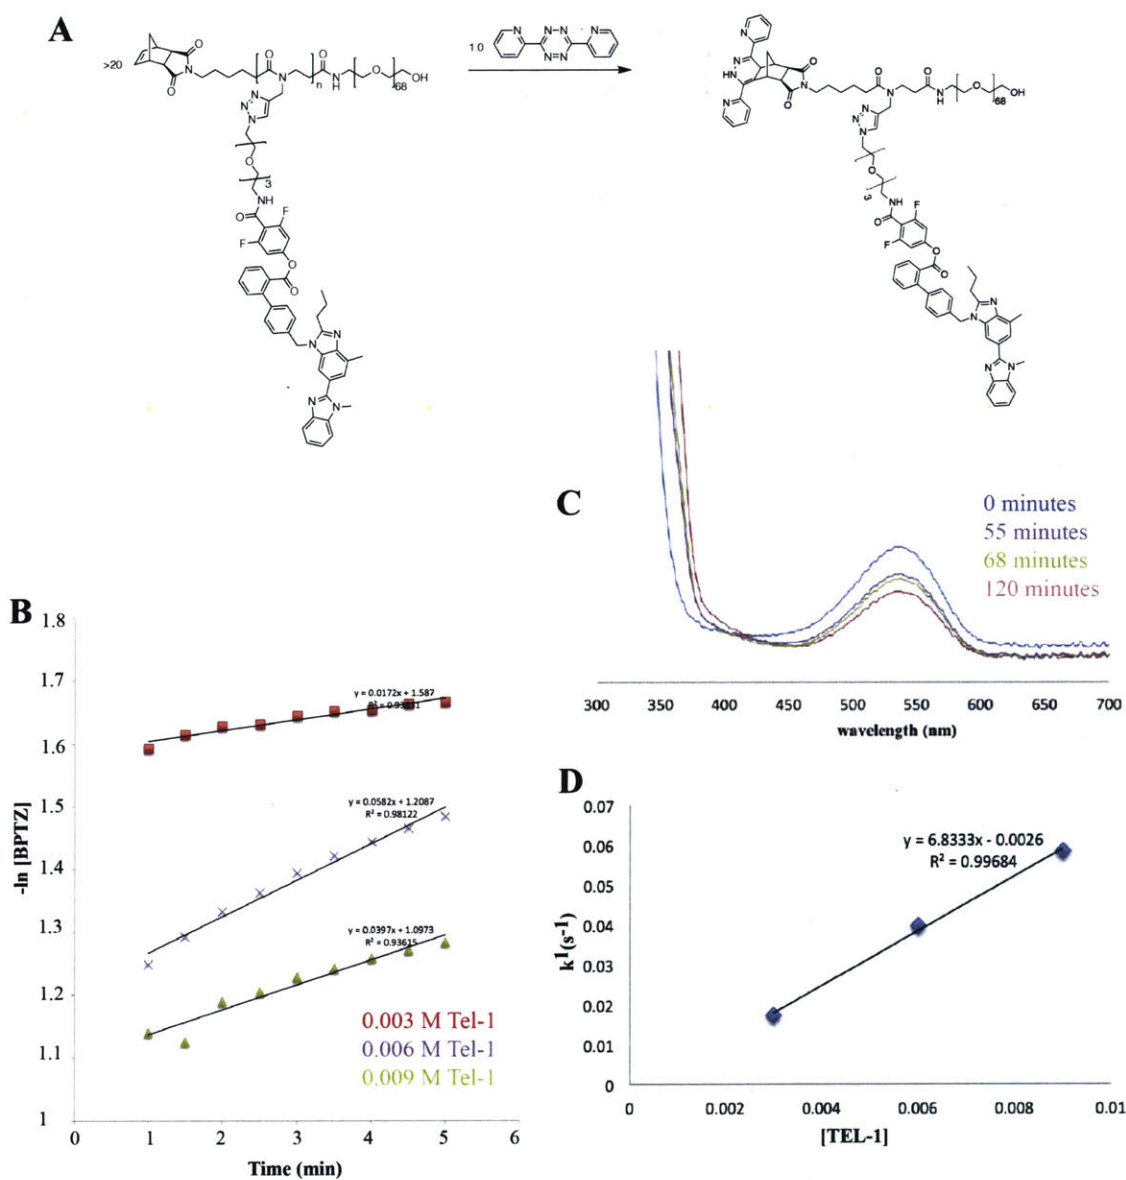 A
>20
1.0
n
68
OH
3
68
OH
3
C
0 minutes
55 minutes
68 minutes
120 minutes
300 350 400 450 500 550 600 650 700
wavelength (nm)
B
1.8
1.7
1.6
1.5
1.4
1.3
1.2
1.1
1
-ln [BPTZ]
y = 0.0172x + 1.587
y = 0.0582x + 1.2087
R² = 0.98122
y = 0.0397x + 1.0973
R² = 0.93615
0.003 M Tel-1
0.006 M Tel-1
0.009 M Tel-1
0 1 2 3 4 5 6
Time (min)
D
0.07
0.06
0.05
0.04
0.03
0.02
0.01
0
k¹(s⁻¹)
y = 6.8333x - 0.0026
R² = 0.99684
0 0.002 0.004 0.006 0.008 0.01
[TEL-1]